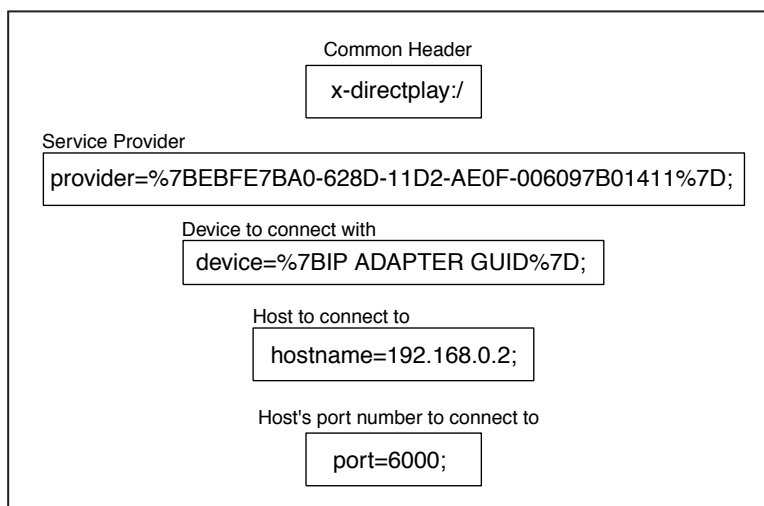 Common Header
x-directplay:/
Service Provider
provider=%7BEBFE7BA0-628D-11D2-AE0F-006097B01411%7D;
Device to connect with
device=%7BIP ADAPTER GUID%7D;
Host to connect to
hostname=192.168.0.2;
Host's port number to connect to
port=6000;